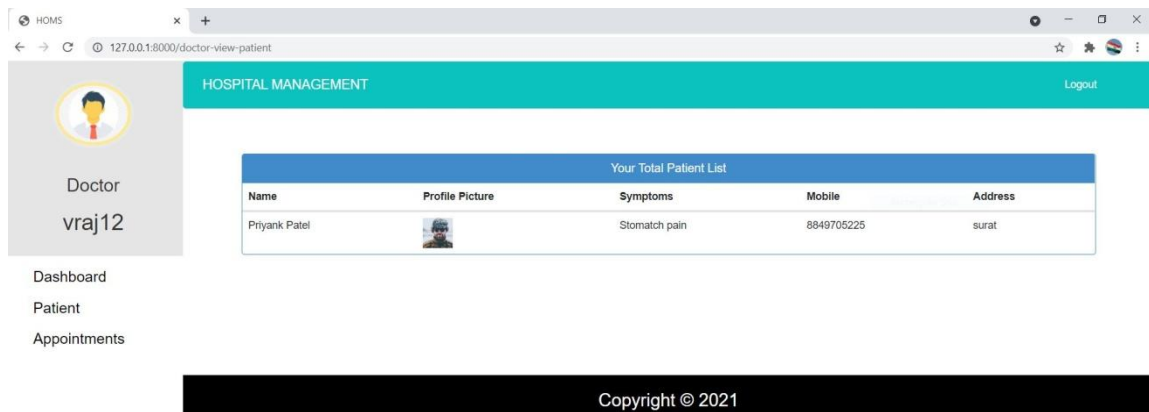 HOMS
127.0.0.1:8000/doctor-view-patient
HOSPITAL MANAGEMENT
Logout
Doctor
vraj12
Dashboard
Patient
Appointments
Your Total Patient List
Name Profile Picture Symptoms Mobile Address
Priyank Patel Stomatch pain 8849705225 surat
Copyright © 2021